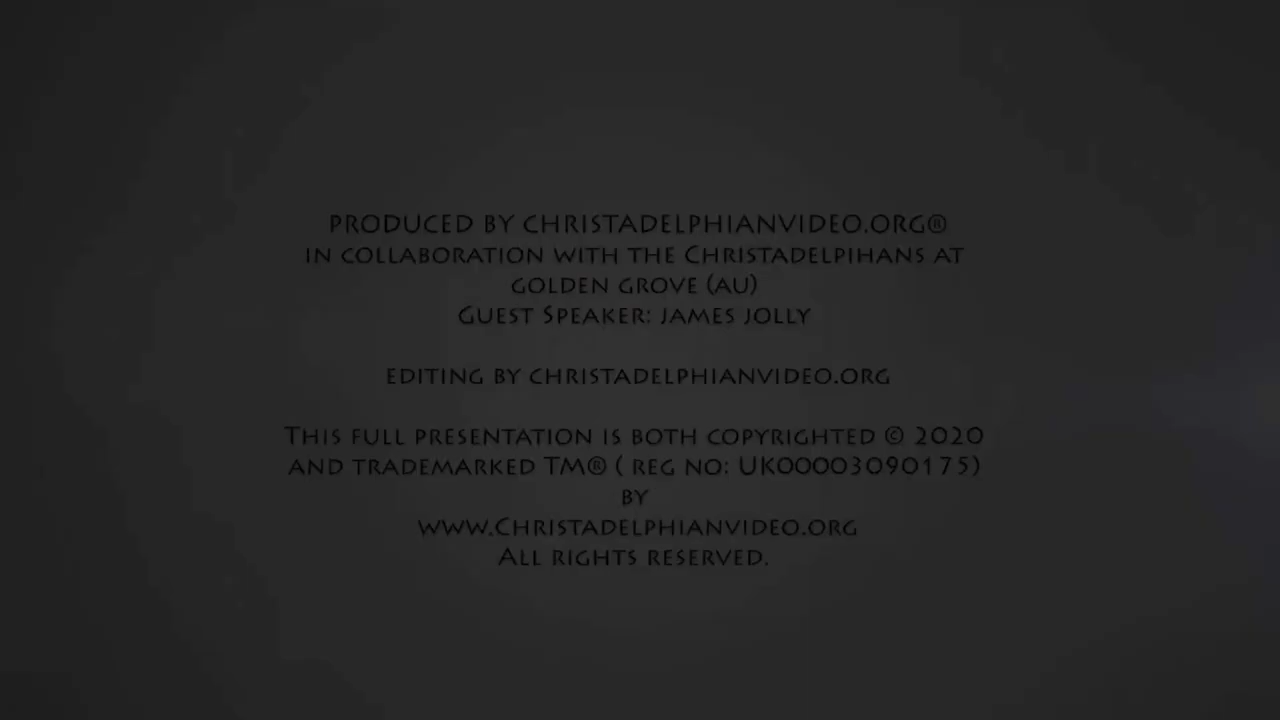 PRODUCED BY CHRISTADELPHIANVIDEO.ORG®
IN COLLABORATION WITH THE CHRISTADELPIHANS AT
GOLDEN GROVE (AU)
GUEST SPEAKER: JAMES JOLLY
EDITING BY CHRISTADELPHIANVIDEO.ORG
THIS FULL PRESENTATION IS BOTH COPYRIGHTED © 2020
AND TRADEMARKED TM® ( REG NO: UK00003090175)
BY
WWW.CHRISTADELPHIANVIDEO.ORG
ALL RIGHTS RESERVED.